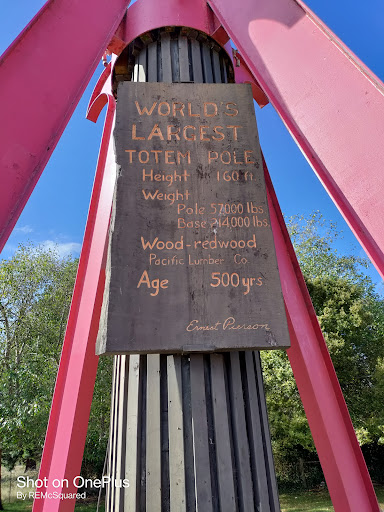 WORLD'S
LARGEST
TOTEM POLE
Height 160 ft.
Weight
Pole 57000 lbs.
Base 214000 lbs.
Wood-redwood
Pacific Lumber Co.
Age 500 yrs
Ernest Pierson
Shot on OnePlus
By REMcSquared